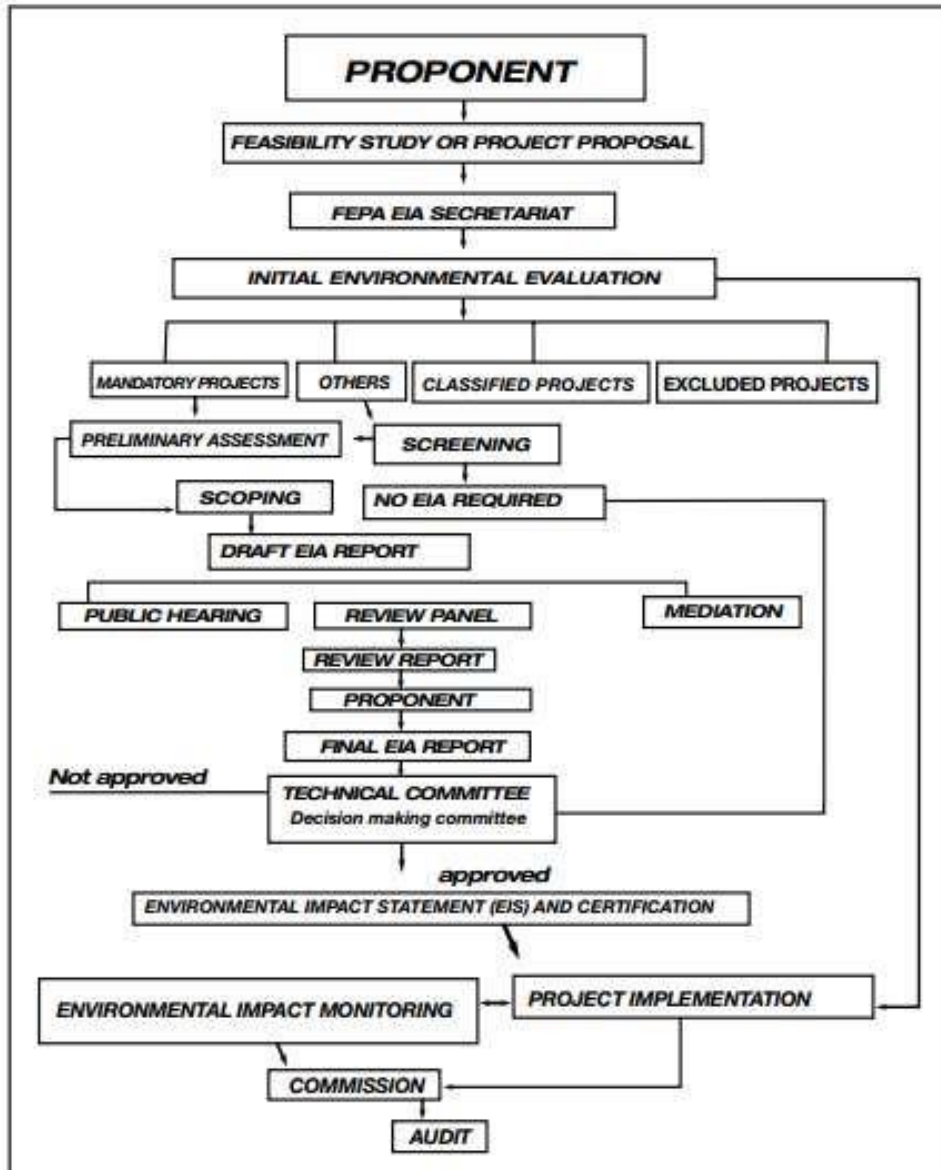 PROPONENT
FEASIBILITY STUDY OR PROJECT PROPOSAL
FEPA EIA SECRETARIAT
INITIAL ENVIRONMENTAL EVALUATION
MANDATORY PROJECTS
OTHERS
CLASSIFIED PROJECTS
EXCLUDED PROJECTS
PRELIMINARY ASSESSMENT
SCREENING
SCOPING
NO EIA REQUIRED
DRAFT EIA REPORT
PUBLIC HEARING
REVIEW PANEL
MEDIATION
REVIEW REPORT
PROPONENT
FINAL EIA REPORT
Not approved
TECHNICAL COMMITTEE
Decision making committee
approved
ENVIRONMENTAL IMPACT STATEMENT (EIS) AND CERTIFICATION
ENVIRONMENTAL IMPACT MONITORING
PROJECT IMPLEMENTATION
COMMISSION
AUDIT